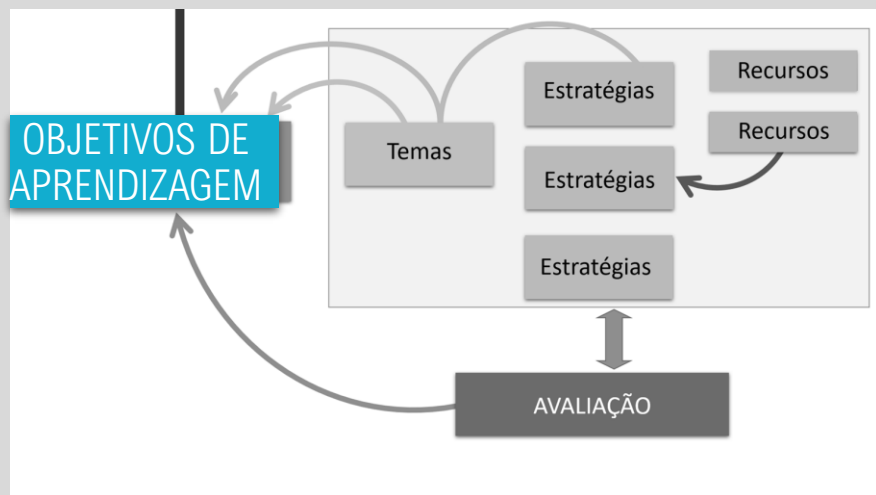 OBJETIVOS DE
APRENDIZAGEM
Temas
Estratégias
Estratégias
Estratégias
Recursos
Recursos
AVALIAÇÃO